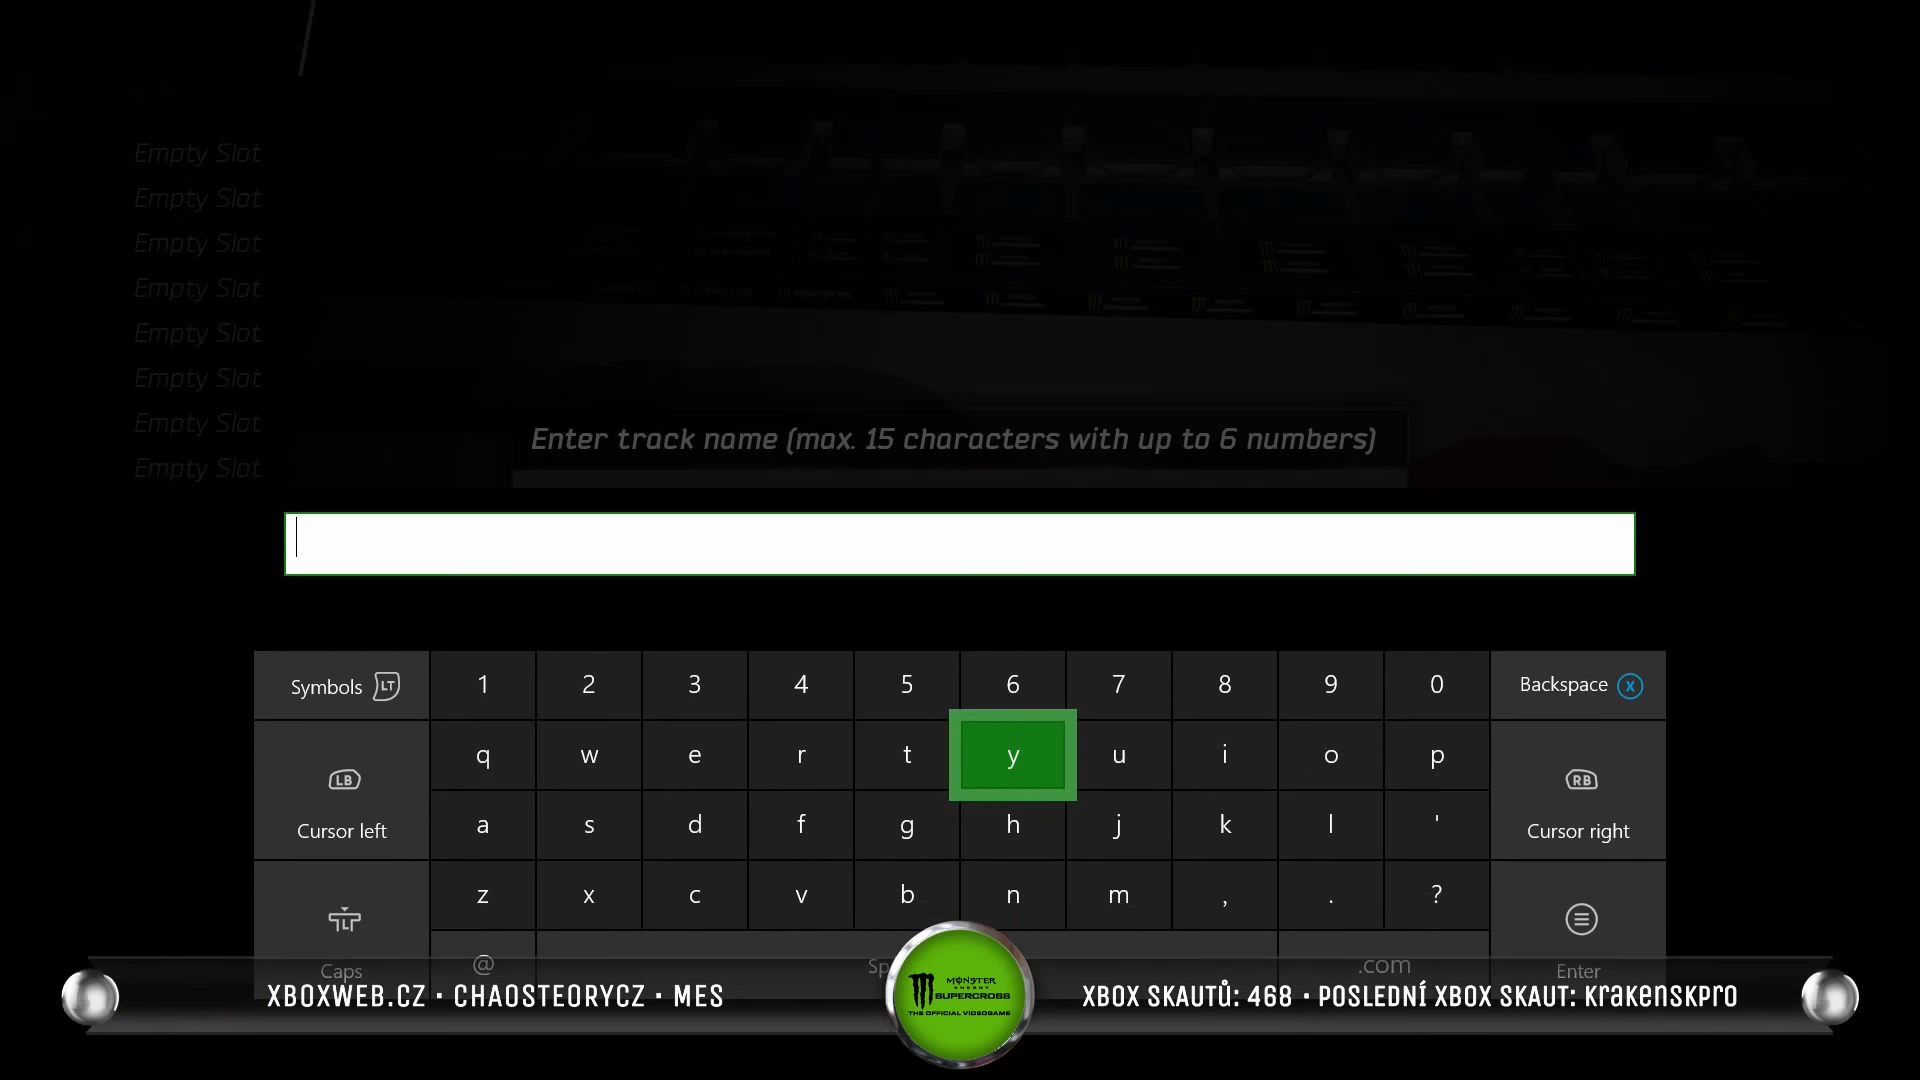 Empty Slot
Empty Slot
Empty Slot
Empty Slot
Empty Slot
Empty Slot
Empty Slot
Empty Slot
Enter track name (max. 15 characters with up to 6 numbers)
Symbols LT 1 2 3 4 5 6 7 8 9 0 Backspace X
LB q w e r t y u i o p RB
Cursor left a s d f g h j k l ' Cursor right
z x c v b n m , . ?
Caps @ .com Enter
XBOXWEB.CZ • CHAOSTEORYCZ • MES
MONSTER
ENERGY
SUPERCROSS
THE OFFICIAL VIDEOGAME
XBOX SKAUTŮ: 468 • POSLEDNÍ XBOX SKAUT: KrakenSKPro